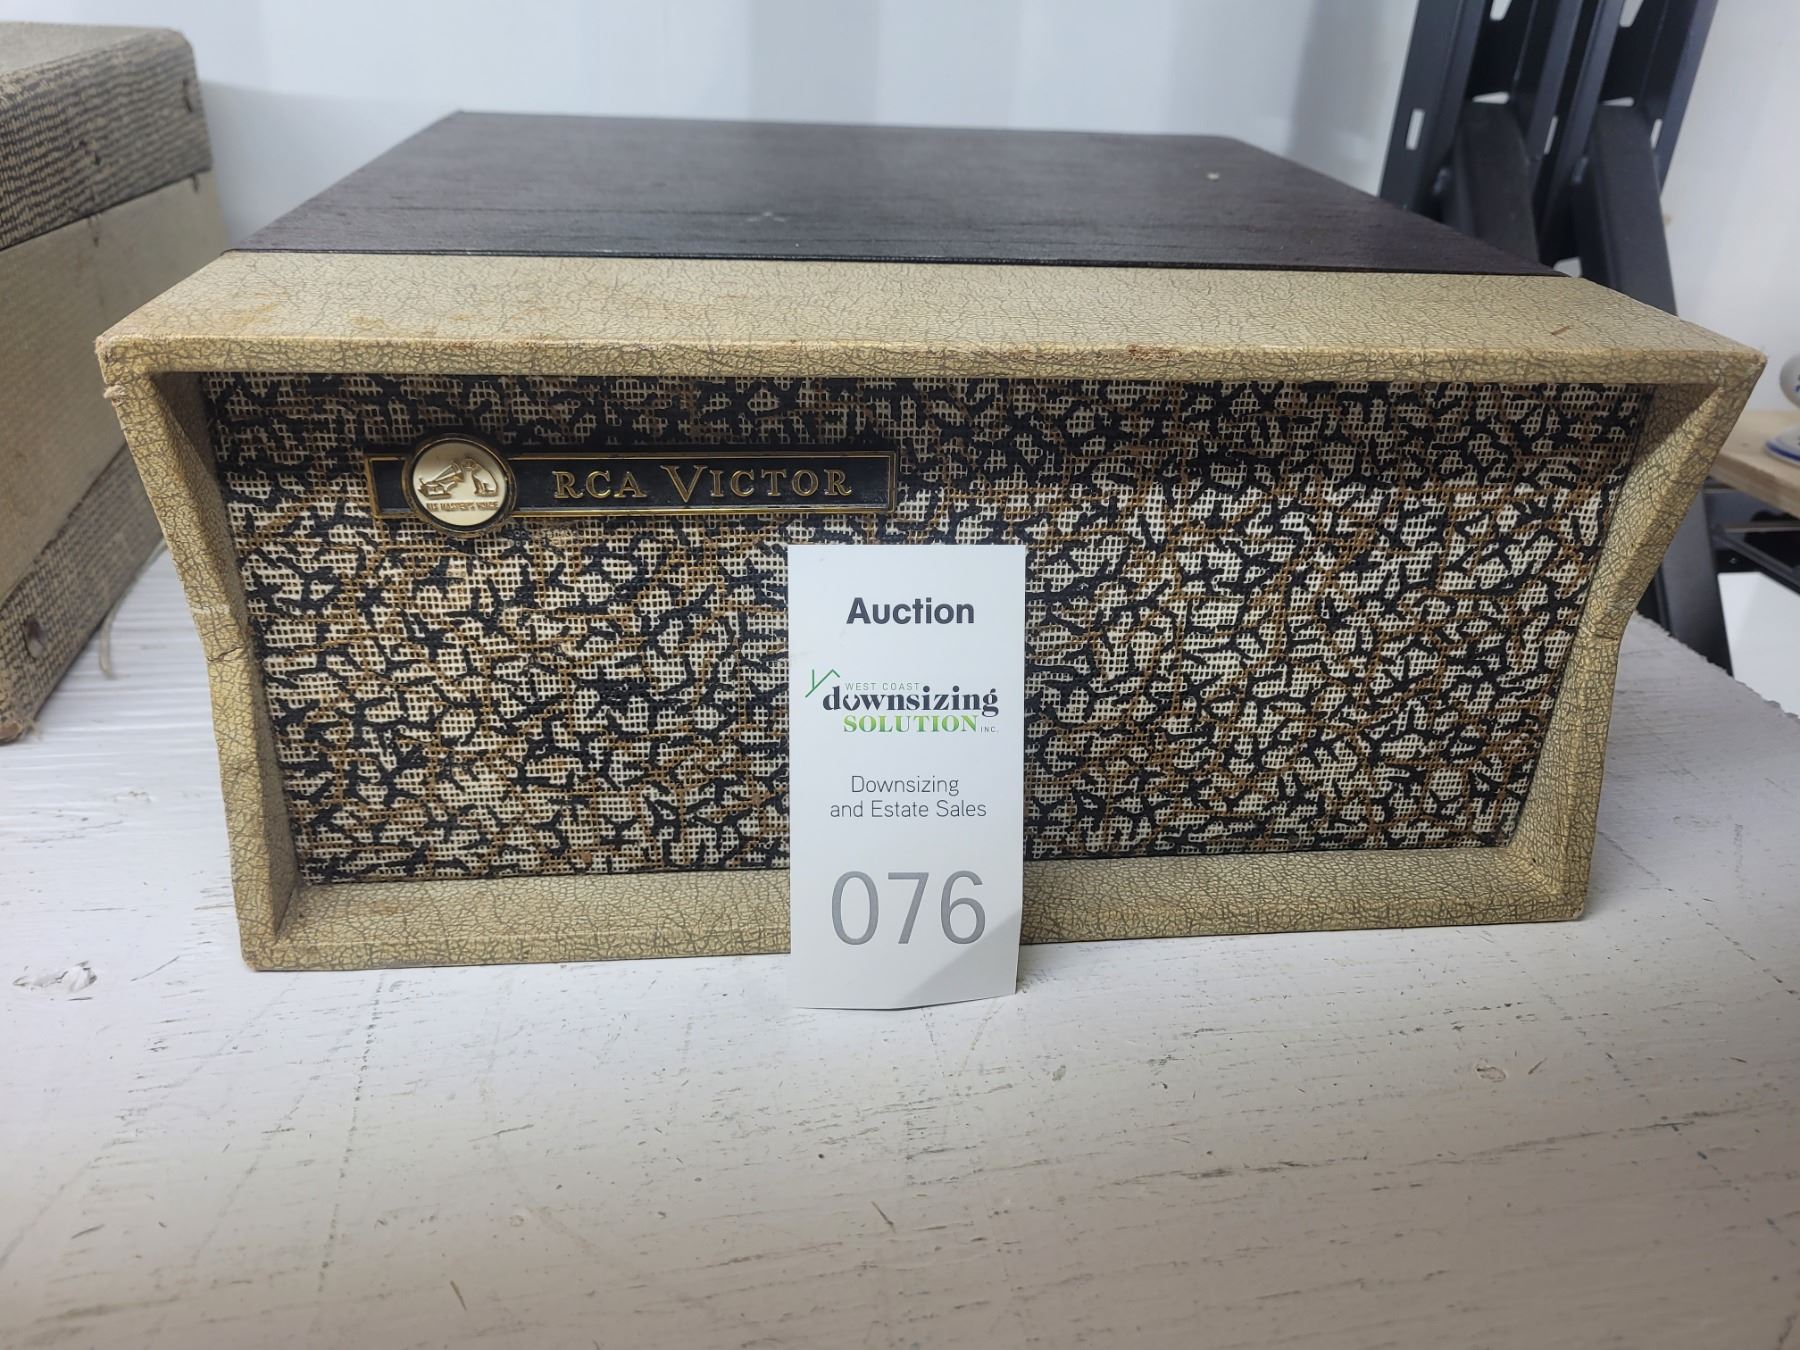 HIS MASTER'S VOICE
RCA VICTOR
Auction
WEST COAST
downsizing
SOLUTION INC.
Downsizing
and Estate Sales
076